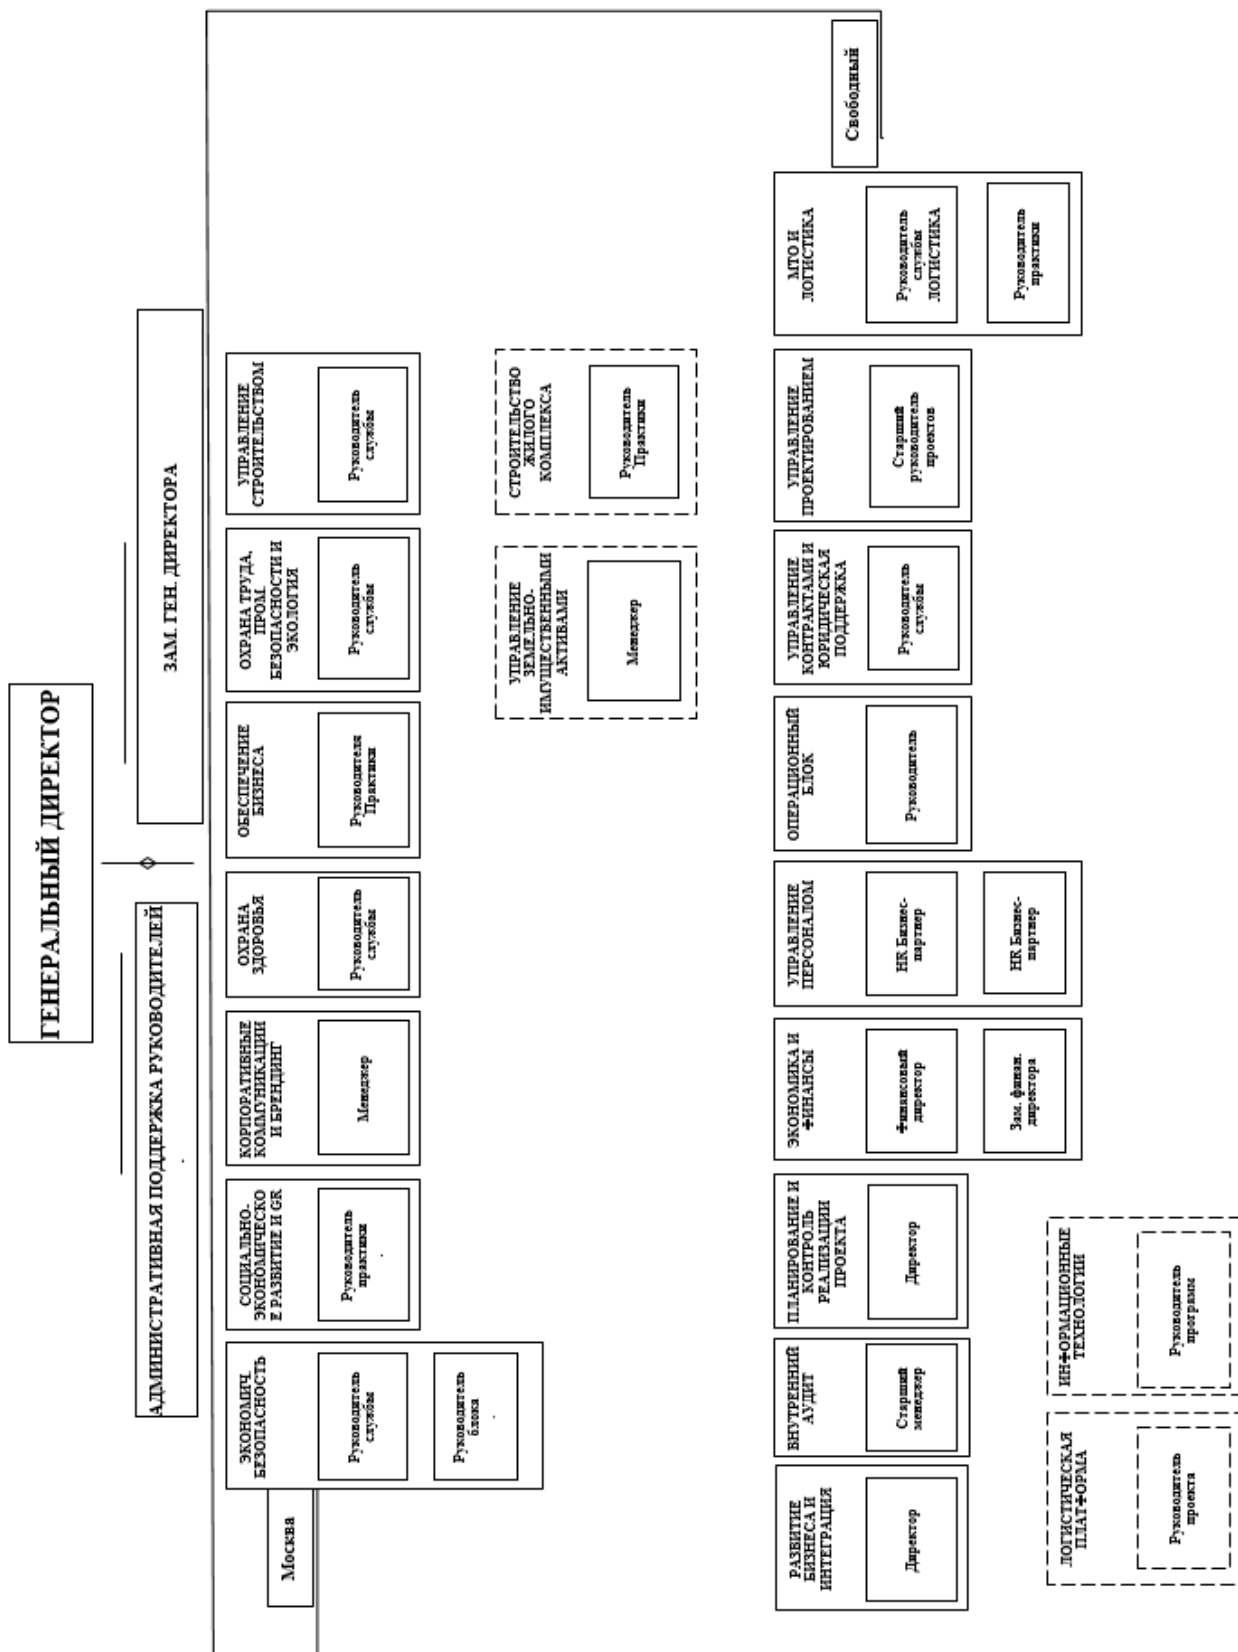 ГЕНЕРАЛЬНЫЙ ДИРЕКТОР
АДМИНИСТРАТИВНАЯ ПОДДЕРЖКА РУКОВОДИТЕЛЕЙ
ЗАМ. ГЕН. ДИРЕКТОРА
Москва
ЭКОНОМИЧ.
БЕЗОПАСНОСТЬ
Руководитель
службы
Руководитель
блока
СОЦИАЛЬНО-
ЭКОНОМИЧЕСКО
Е РАЗВИТИЕ И GR
Руководитель
практики
КОРПОРАТИВНЫЕ
КОММУНИКАЦИИ
И БРЕНДИНГ
Менеджер
ОХРАНА
ЗДОРОВЬЯ
Руководитель
службы
ОБЕСПЕЧЕНИЕ
БИЗНЕСА
Руководителя
Практики
ОХРАНА ТРУДА,
ПРОМ.
БЕЗОПАСНОСТИ И
ЭКОЛОГИЯ
Руководитель
службы
УПРАВЛЕНИЕ
СТРОИТЕЛЬСТВОМ
Руководитель
службы
УПРАВЛЕНИЕ
ЗЕМЕЛЬНО-
ИМУЩЕСТВЕННЫМИ
АКТИВАМИ
Менеджер
СТРОИТЕЛЬСТВО
ЖИЛОГО
КОМПЛЕКСА
Руководитель
Практики
РАЗВИТИЕ
БИЗНЕСА И
ИНТЕГРАЦИЯ
Директор
ВНУТРЕННИЙ
АУДИТ
Старший
менеджер
ПЛАНИРОВАНИЕ И
КОНТРОЛЬ
РЕАЛИЗАЦИИ
ПРОЕКТА
Директор
ЭКОНОМИКА И
ФИНАНСЫ
Финансовый
директор
Зам. финан.
директора
УПРАВЛЕНИЕ
ПЕРСОНАЛОМ
HR Бизнес-
партнер
HR Бизнес-
партнер
ОПЕРАЦИОННЫЙ
БЛОК
Руководитель
УПРАВЛЕНИЕ
КОНТРАКТАМИ И
ЮРИДИЧЕСКАЯ
ПОДДЕРЖКА
Руководитель
службы
УПРАВЛЕНИЕ
ПРОЕКТИРОВАНИЕМ
Старший
руководитель
проектов
МТО И
ЛОГИСТИКА
Руководитель
службы
ЛОГИСТИКА
Руководитель
практики
Свободный
ЛОГИСТИЧЕСКАЯ
ПЛАТФОРМА
Руководитель
проекта
ИНФОРМАЦИОННЫЕ
ТЕХНОЛОГИИ
Руководитель
программ